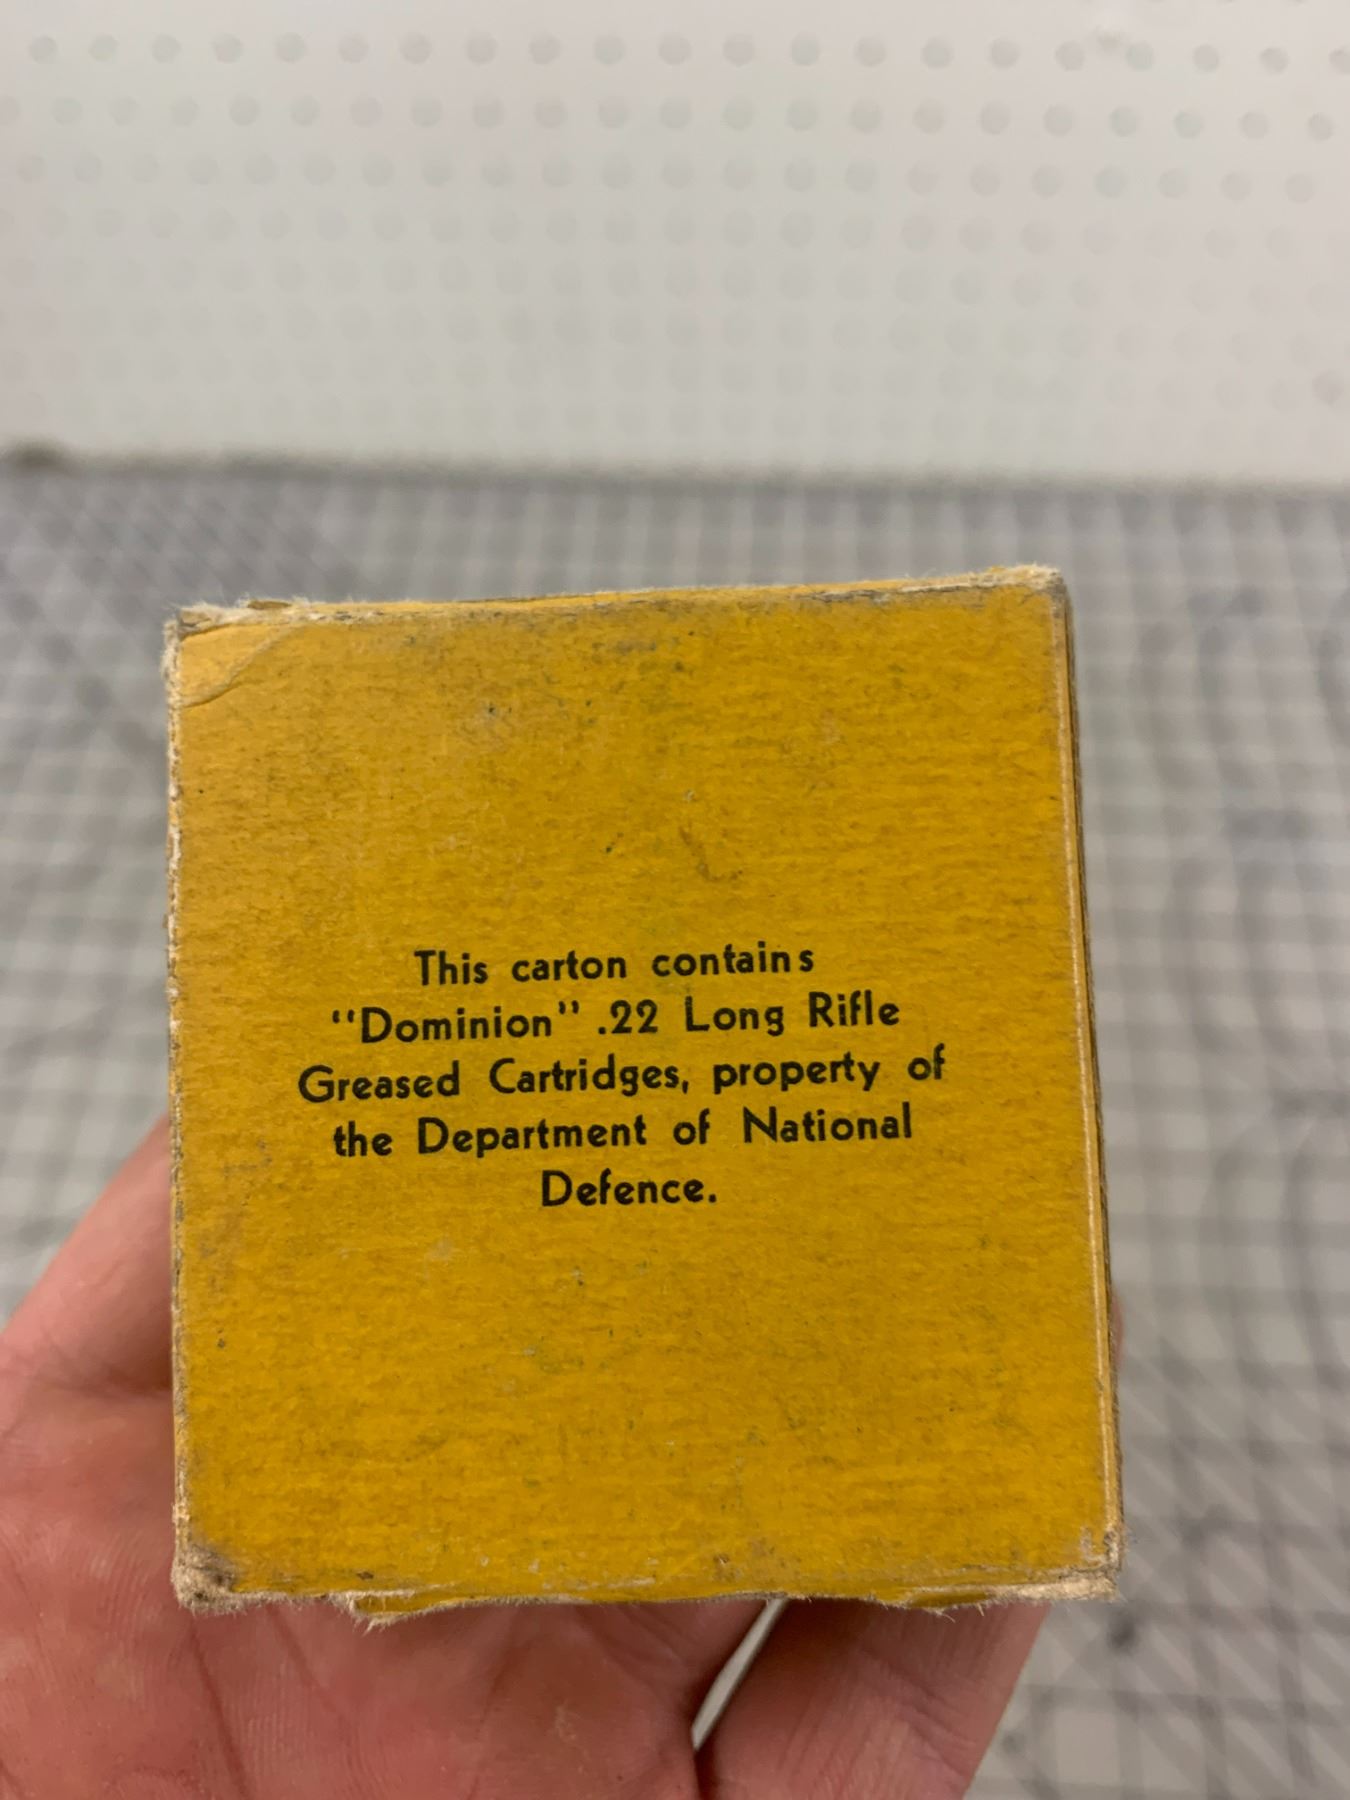 This carton contains
"Dominion" .22 Long Rifle
Greased Cartridges, property of
the Department of National
Defence.